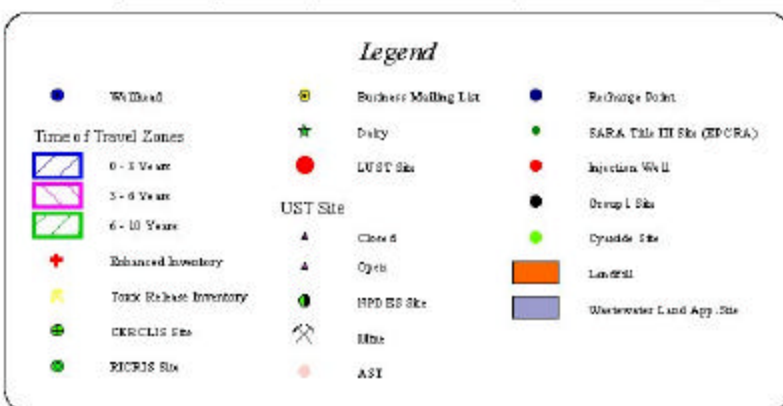 Legend
Wellhead
Time of Travel Zones
0 - 3 Years
3 - 6 Years
6 - 10 Years
Enhanced Inventory
Toxic Release Inventory
CERCLIS Site
RICRIS Site
Business Mailing List
Dairy
LUST Site
UST Site
Closed
Open
NPDES Site
Mine
AST
Recharge Point
SARA Title III Site (EPCRA)
Injection Well
Group 1 Site
Cyanide Site
Landfill
Wastewater Land App. Site